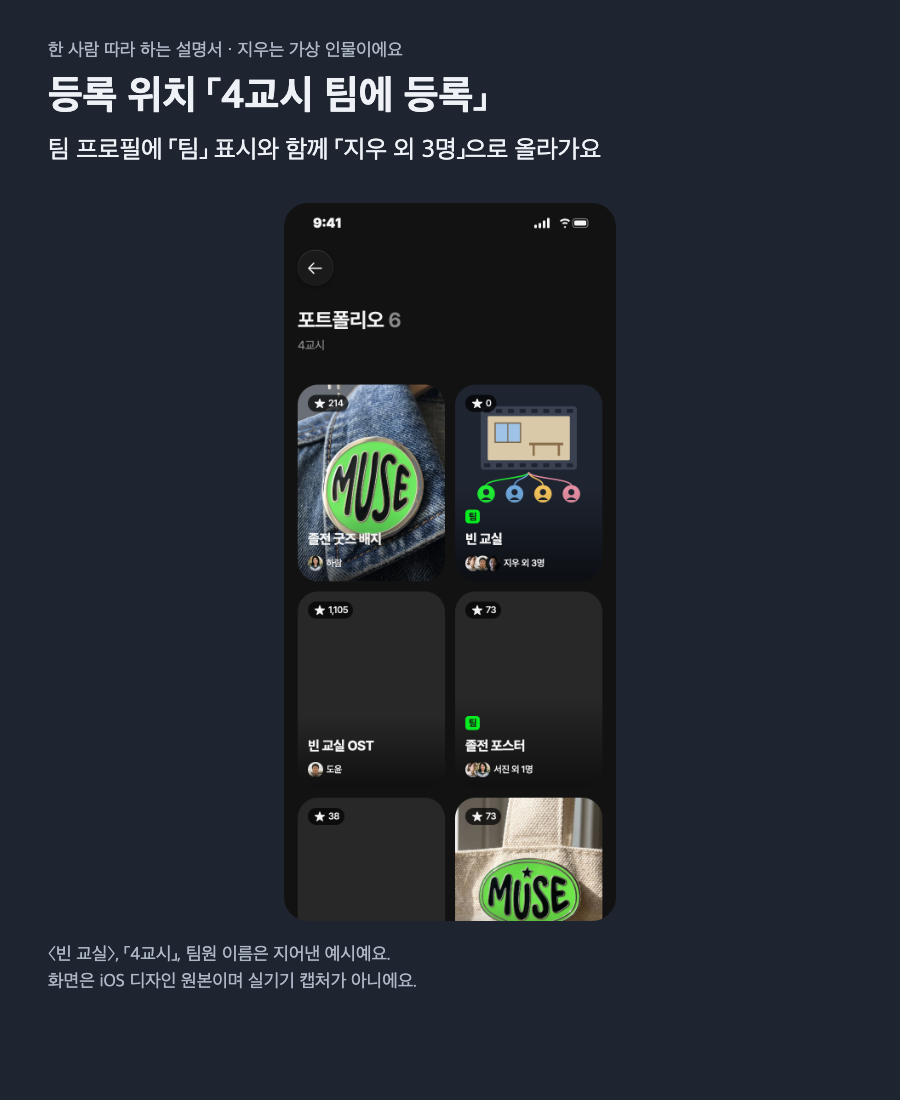 한 사람 따라 하는 설명서 · 지우는 가상 인물이에요
등록 위치 「4교시 팀에 등록」
팀 프로필에 「팀」 표시와 함께 「지우 외 3명」으로 올라가요
9:41
포트폴리오 6
4교시
★ 214
MUSE
졸전 굿즈 배지
하람
★ 0
팀
빈 교실
지우 외 3명
★ 1,105
빈 교실 OST
도윤
★ 73
팀
졸전 포스터
서진 외 1명
★ 38
★ 73
MUSE
〈빈 교실〉, 「4교시」, 팀원 이름은 지어낸 예시예요.
화면은 iOS 디자인 원본이며 실기기 캡처가 아니에요.